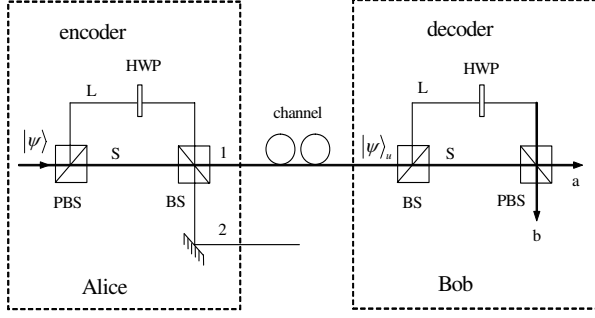 encoder
decoder
HWP
HWP
L
L
channel
|ψ⟩
S
1
|ψ⟩ᵤ
S
a
PBS
BS
BS
PBS
2
b
Alice
Bob